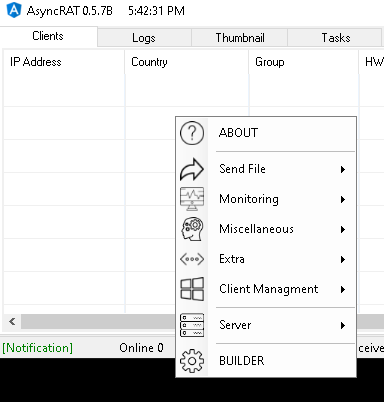 AsyncRAT 0.5.7B 5:42:31 PM
Clients Logs Thumbnail Tasks
IP Address Country Group HW
ABOUT
Send File
Monitoring
Miscellaneous
Extra
Client Managment
Server
[Notification] Online 0 ceive
BUILDER